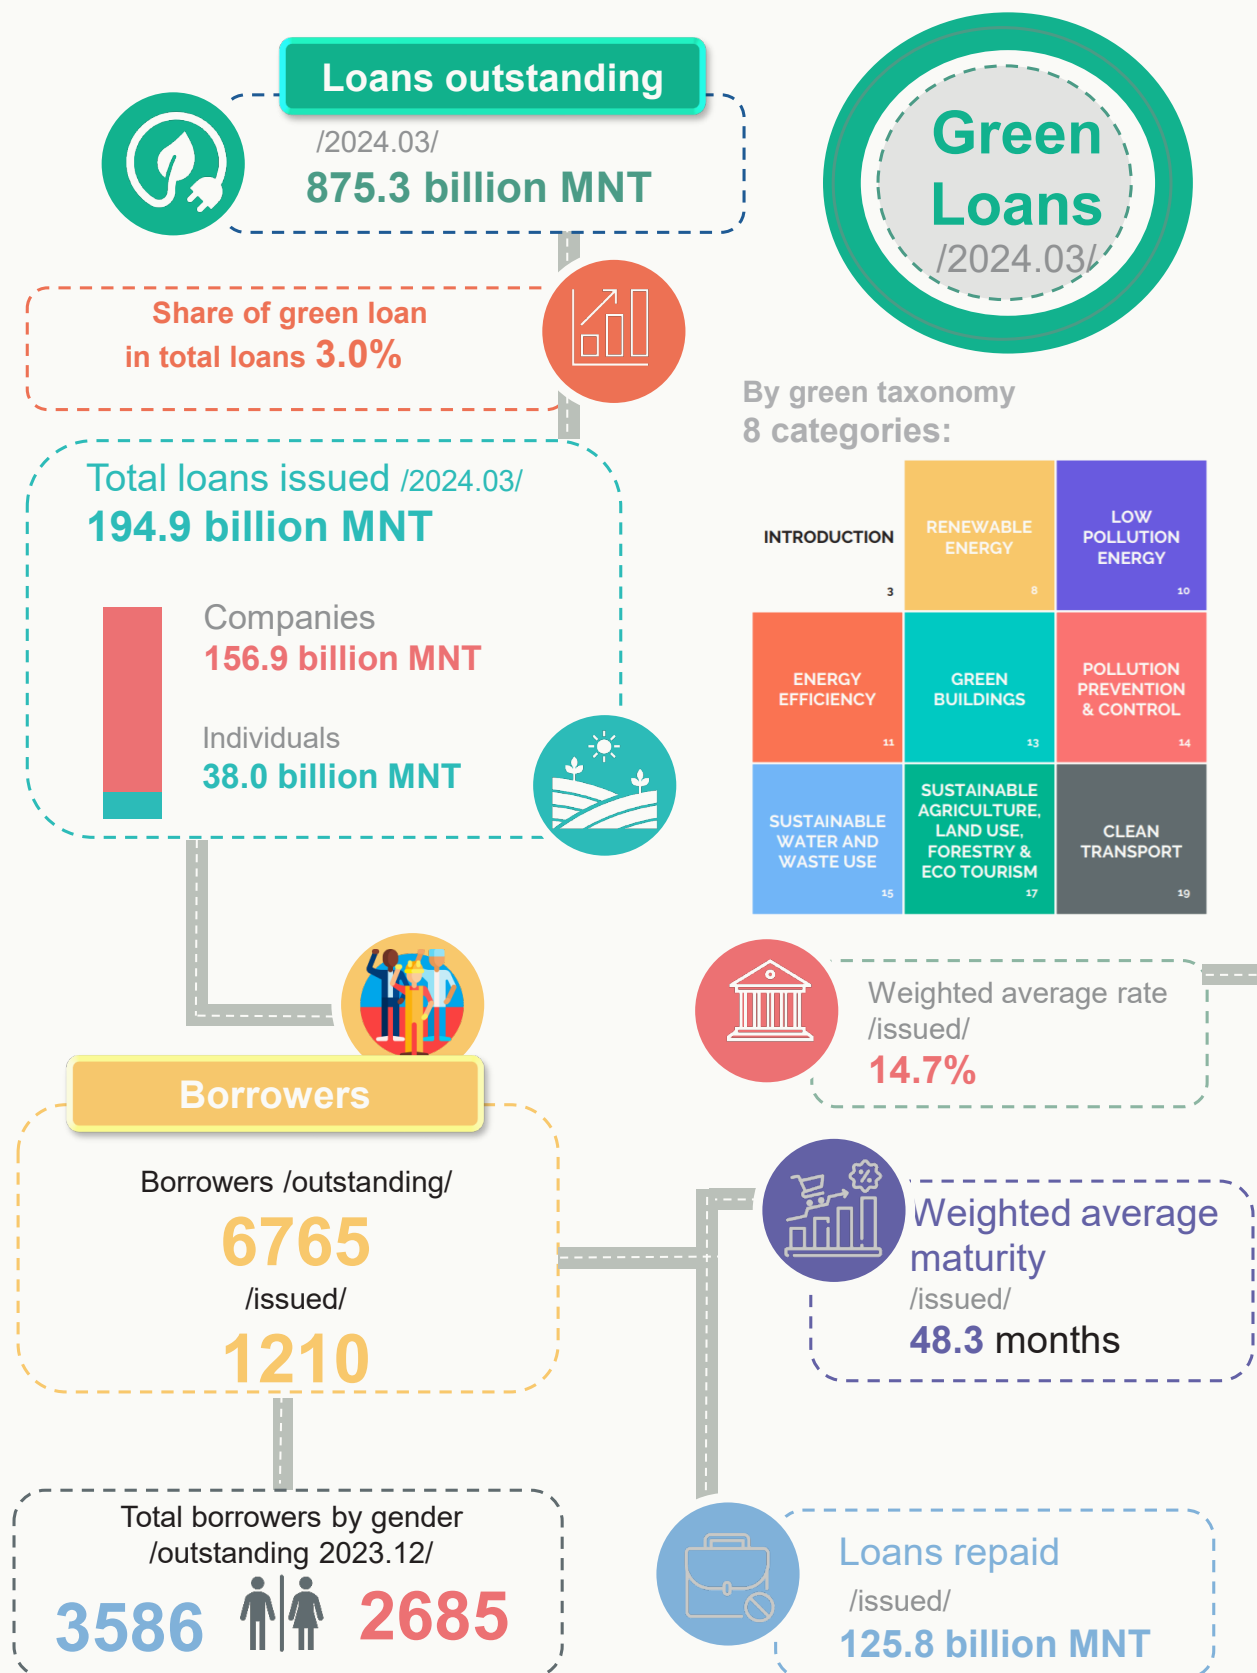 Loans outstanding
/2024.03/
875.3 billion MNT
Green
Loans
/2024.03/
Share of green loan
in total loans 3.0%
Total loans issued /2024.03/
194.9 billion MNT
Companies
156.9 billion MNT
Individuals
38.0 billion MNT
By green taxonomy
8 categories:
INTRODUCTION
3
RENEWABLE
ENERGY
8
LOW
POLLUTION
ENERGY
10
ENERGY
EFFICIENCY
11
GREEN
BUILDINGS
13
POLLUTION
PREVENTION
& CONTROL
14
SUSTAINABLE
WATER AND
WASTE USE
15
SUSTAINABLE
AGRICULTURE,
LAND USE,
FORESTRY &
ECO TOURISM
17
CLEAN
TRANSPORT
19
Weighted average rate
/issued/
14.7%
Borrowers
Borrowers /outstanding/
6765
/issued/
1210
%
Weighted average
maturity
/issued/
48.3 months
Total borrowers by gender
/outstanding 2023.12/
3586
2685
Loans repaid
/issued/
125.8 billion MNT